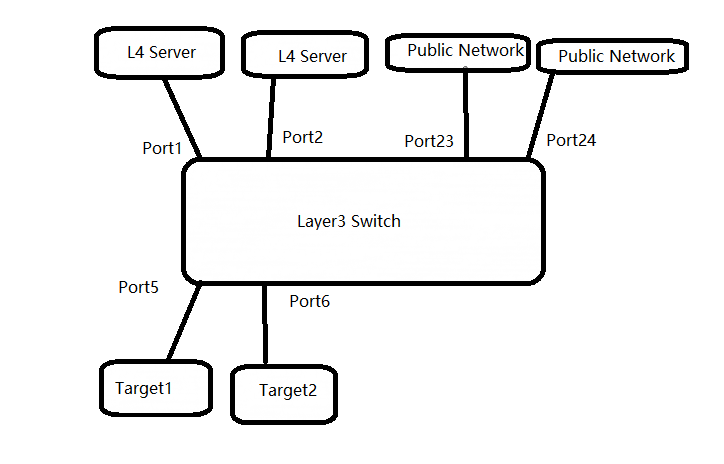 L4 Server
L4 Server
Public Network
Public Network
Port1
Port2
Port23
Port24
Layer3 Switch
Port5
Port6
Target1
Target2